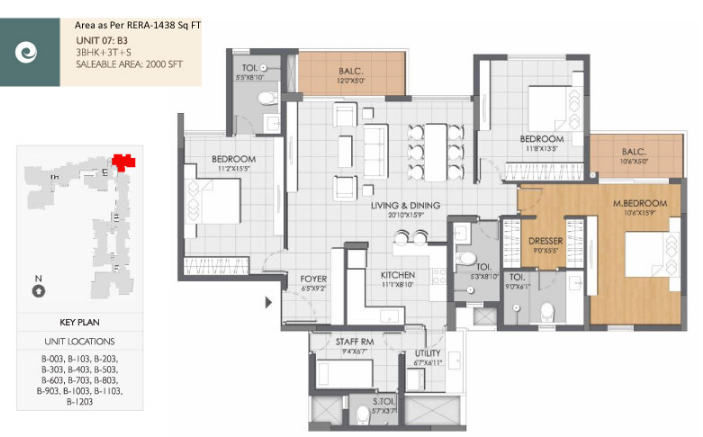 Area as Per RERA-1438 Sq FT
UNIT 07: B3
3BHK+3T+S
SALEABLE AREA: 2000 SFT
TOI.
5'5"X8'10"
BALC.
12'0"X5'0"
BEDROOM
11'8"X13'3"
BALC.
10'6"X5'0"
BEDROOM
11'2"X15'5"
LIVING & DINING
20'10"X15'9"
M.BEDROOM
10'6"X15'9"
DRESSER
9'0"X5'5"
FOYER
6'5"X9'2"
KITCHEN
11'1"X8'10"
TOI.
5'3"X8'10"
TOI.
9'0"X6'1"
STAFF RM
9'4"X6'7"
UTILITY
6'7"X6'11"
S.TOI.
5'7"X3'7"
N
KEY PLAN
UNIT LOCATIONS
B-003, B-103, B-203,
B-303, B-403, B-503,
B-603, B-703, B-803,
B-903, B-1003, B-1103,
B-1203